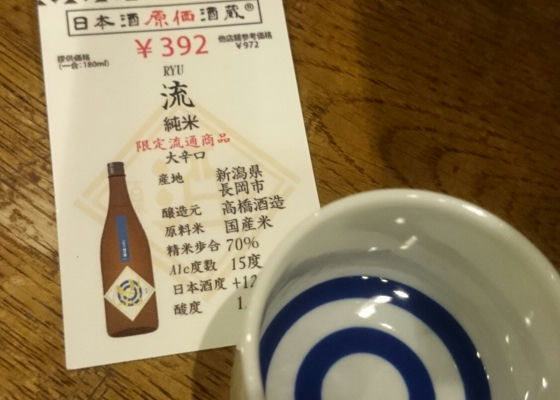 日本酒原価酒蔵®
提供価格
(一合:180ml)
¥392
他店頭参考価格
¥972
RYU
流
純米
限定流通商品
大辛口
産地 新潟県
長岡市
醸造元 高橋酒造
原料米 国産米
精米歩合 70%
Alc度数 15度
日本酒度 +12
酸度 1.